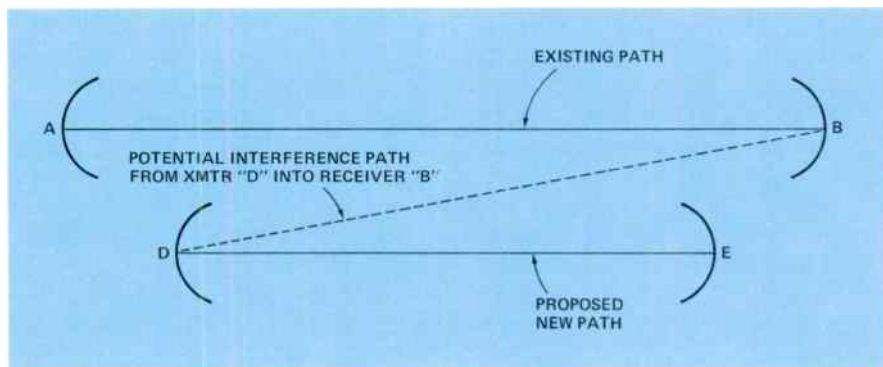 EXISTING PATH
A
B
POTENTIAL INTERFERENCE PATH
FROM XMTR "D" INTO RECEIVER "B"
D
E
PROPOSED
NEW PATH